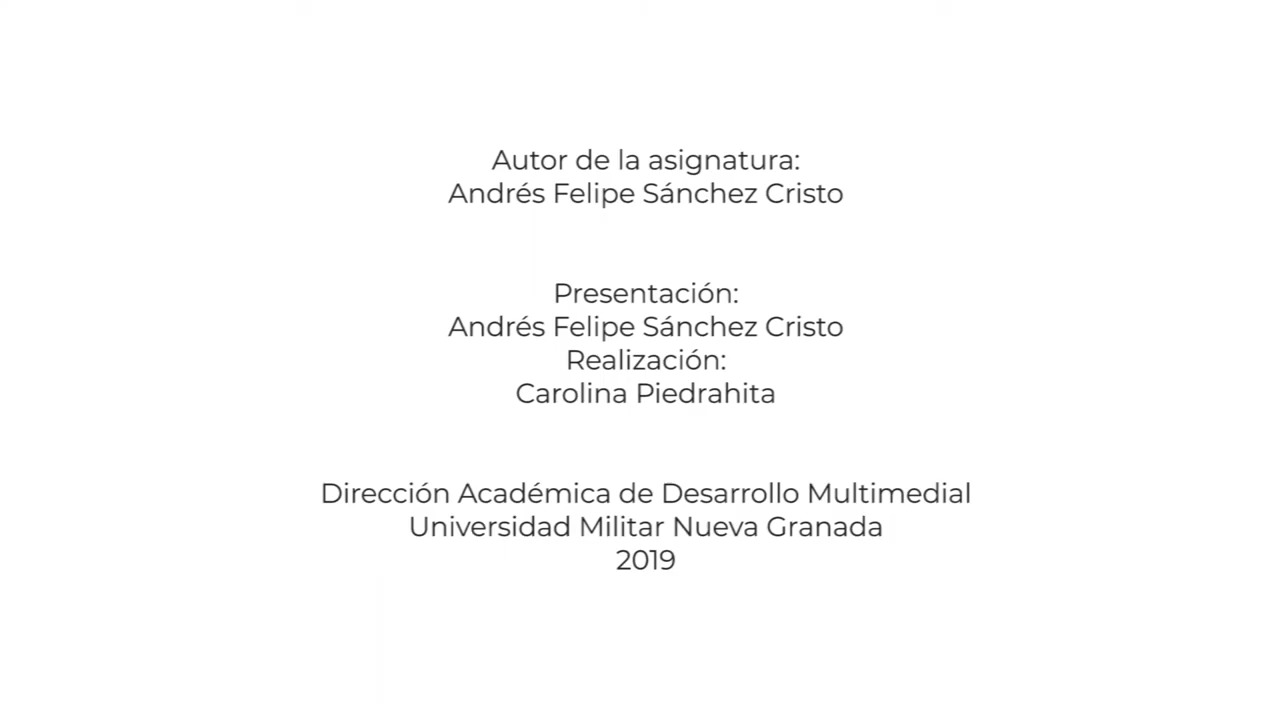 Autor de la asignatura:
Andrés Felipe Sánchez Cristo
Presentación:
Andrés Felipe Sánchez Cristo
Realización:
Carolina Piedrahita
Dirección Académica de Desarrollo Multimedial
Universidad Militar Nueva Granada
2019